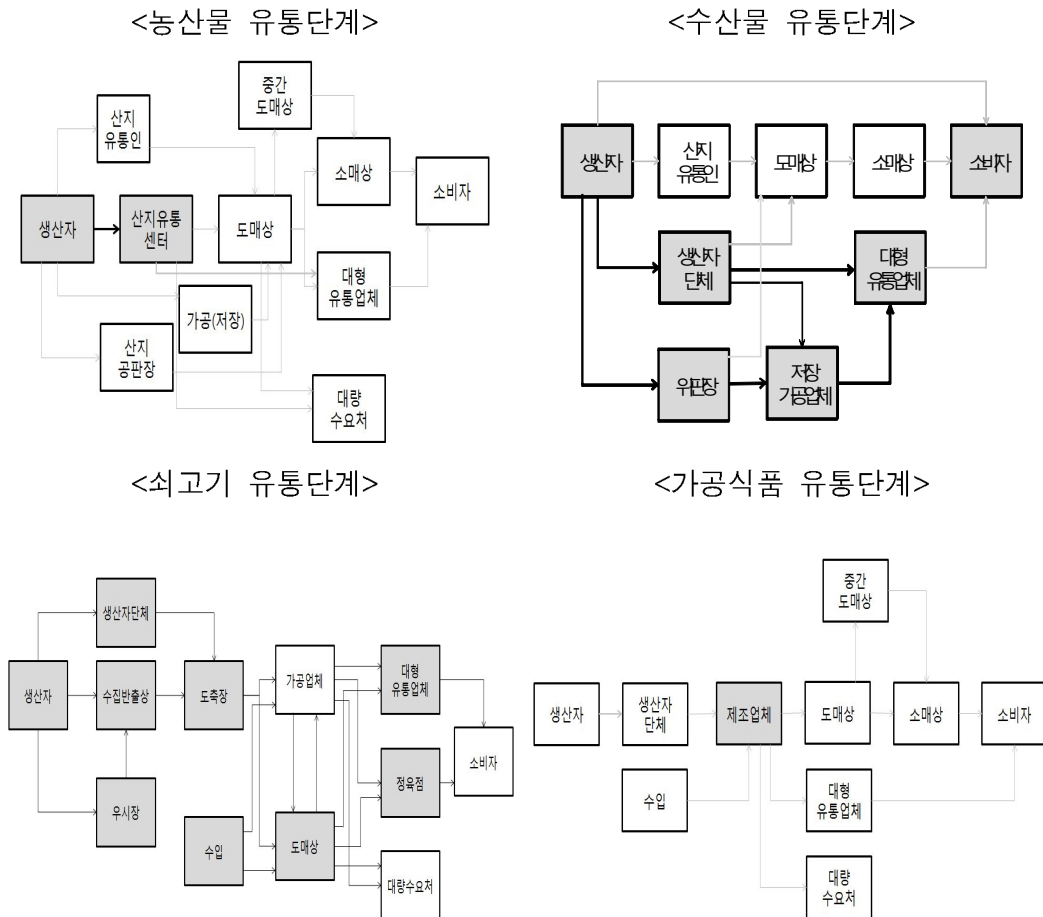 <농산물 유통단계>
중간
도매상
산지
유통인
소매상
소비자
생산자
산지유통
센터
도매상
대형
유통업체
가공(저장)
산지
공판장
대량
수요처
<수산물 유통단계>
생산자
산지
유통인
도매상
소매상
소비자
생산자
단체
대형
유통업체
위판장
저장
가공업체
<쇠고기 유통단계>
생산자단체
생산자
수집반출상
도축장
가공업체
대형
유통업체
소비자
정육점
우시장
수입
도매상
대량수요처
<가공식품 유통단계>
중간
도매상
생산자
생산자
단체
제조업체
도매상
소매상
소비자
수입
대형
유통업체
대량
수요처